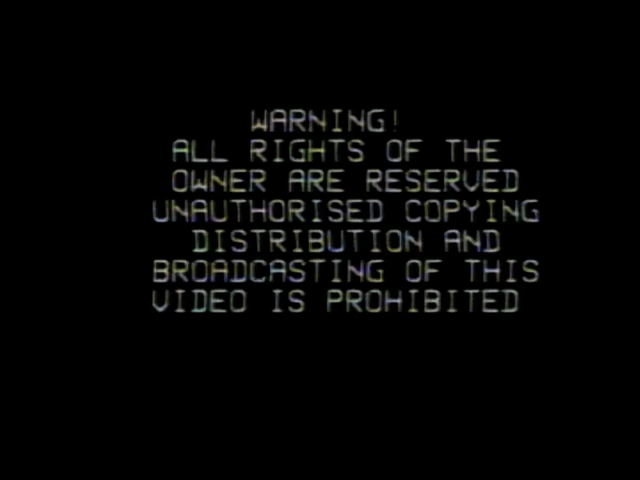 WARNING!
ALL RIGHTS OF THE
OWNER ARE RESERVED
UNAUTHORISED COPYING
DISTRIBUTION AND
BROADCASTING OF THIS
VIDEO IS PROHIBITED